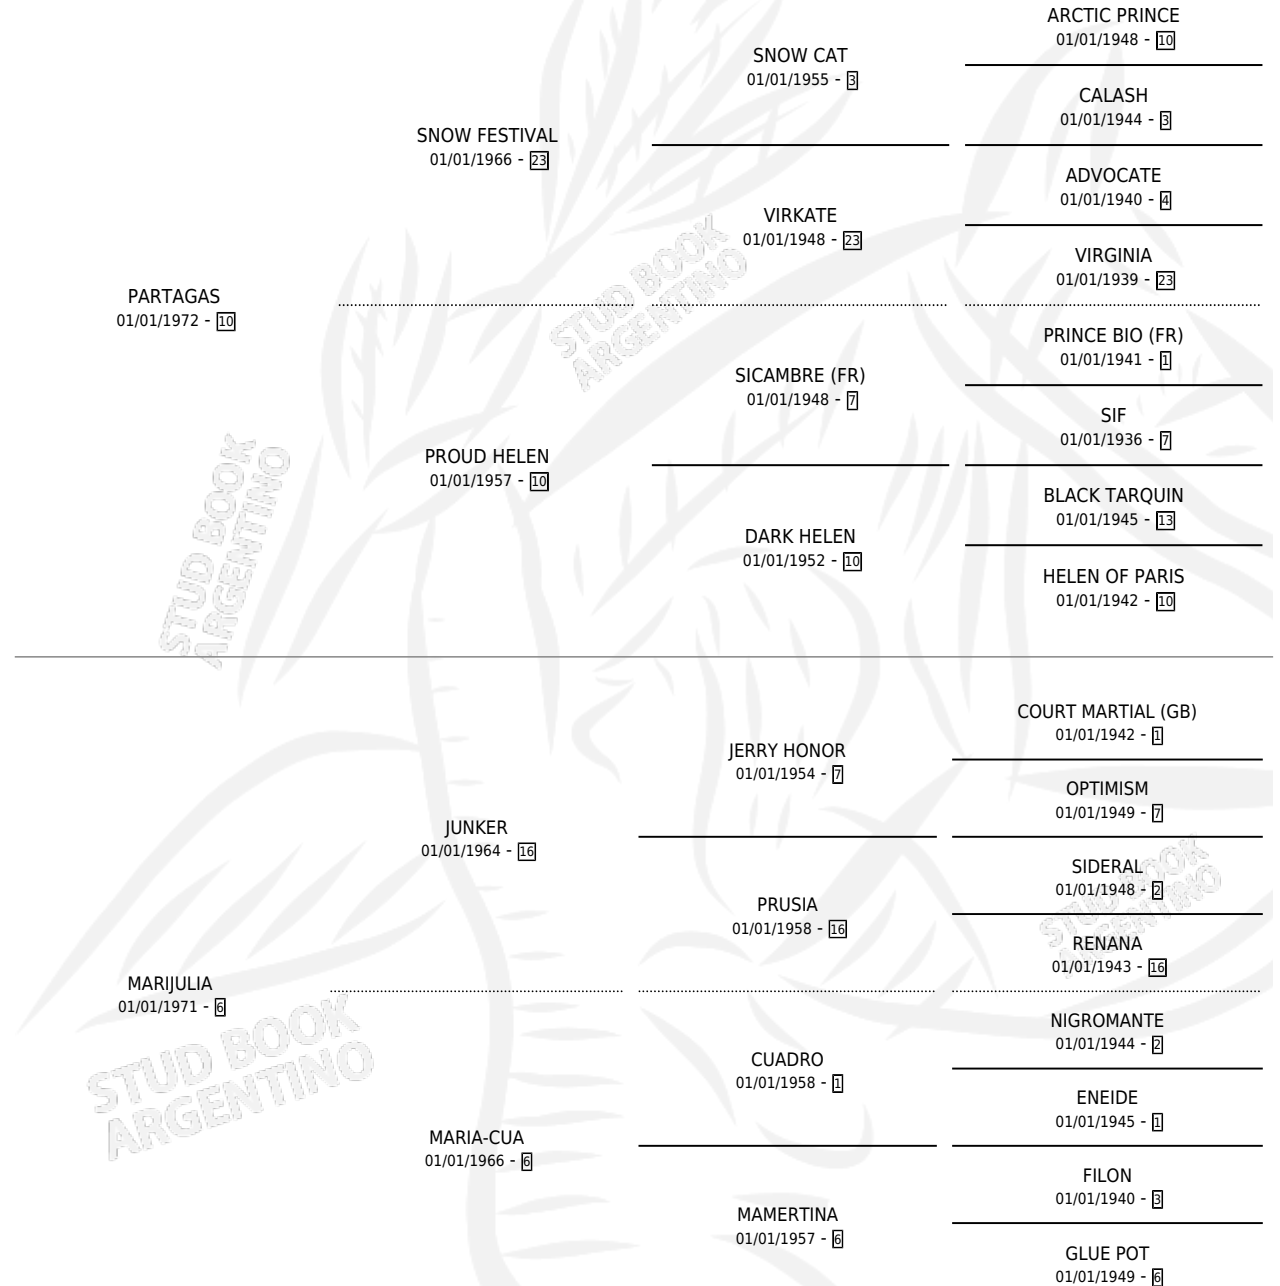 ARCTIC PRINCE
01/01/1948 - 10
SNOW CAT
01/01/1955 - 3
CALASH
01/01/1944 - 3
SNOW FESTIVAL
01/01/1966 - 23
ADVOCATE
01/01/1940 - 4
VIRKATE
01/01/1948 - 23
VIRGINIA
01/01/1939 - 23
PARTAGAS
01/01/1972 - 10
PRINCE BIO (FR)
01/01/1941 - 1
SICAMBRE (FR)
01/01/1948 - 7
SIF
01/01/1936 - 7
PROUD HELEN
01/01/1957 - 10
BLACK TARQUIN
01/01/1945 - 13
DARK HELEN
01/01/1952 - 10
HELEN OF PARIS
01/01/1942 - 10
STUD BOOK
ARGENTINO
STUD BOOK
ARGENTINO
COURT MARTIAL (GB)
01/01/1942 - 1
JERRY HONOR
01/01/1954 - 7
OPTIMISM
01/01/1949 - 7
JUNKER
01/01/1964 - 16
SIDERAL
01/01/1948 - 2
PRUSIA
01/01/1958 - 16
RENANA
01/01/1943 - 16
MARIJULIA
01/01/1971 - 6
NIGROMANTE
01/01/1944 - 2
CUADRO
01/01/1958 - 1
ENEIDE
01/01/1945 - 1
MARIA-CUA
01/01/1966 - 6
FILON
01/01/1940 - 3
MAMERTINA
01/01/1957 - 6
GLUE POT
01/01/1949 - 6
STUD BOOK
ARGENTINO
STUD BOOK
ARGENTINO